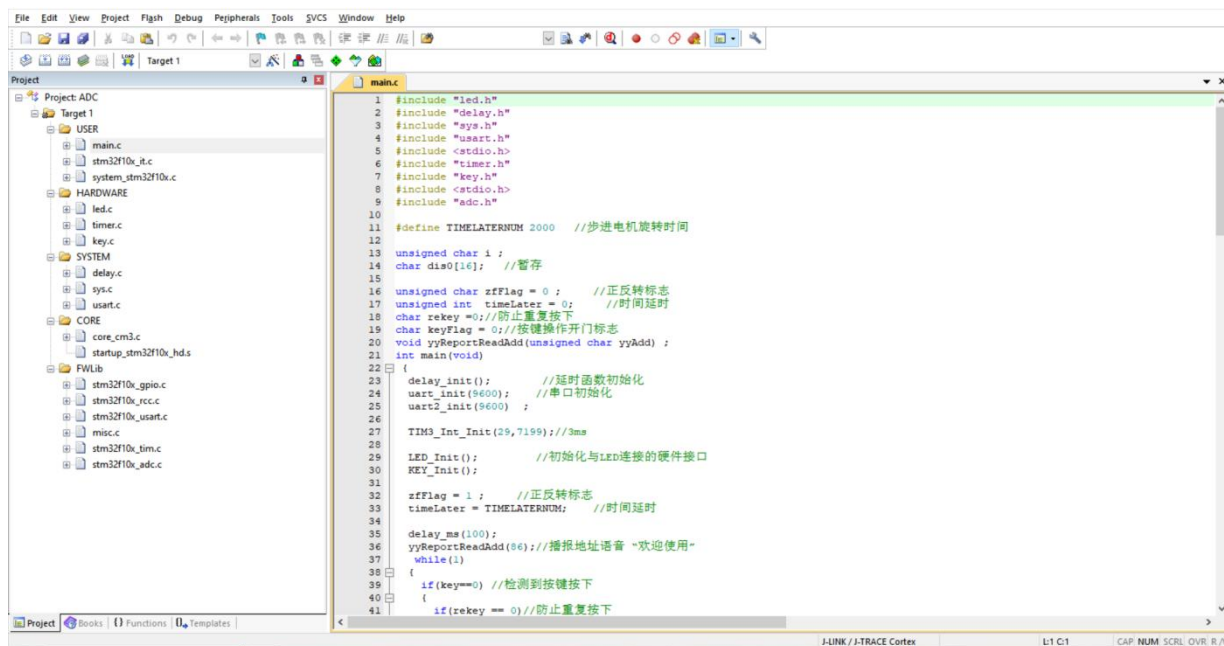 File Edit View Project Flash Debug Peripherals Tools SVCS Window Help
Target 1
Project
main.c
Project: ADC
Target 1
USER
main.c
stm32f10x_it.c
system_stm32f10x.c
HARDWARE
led.c
timer.c
key.c
SYSTEM
delay.c
sys.c
usart.c
CORE
core_cm3.c
startup_stm32f10x_hd.s
FWLib
stm32f10x_gpio.c
stm32f10x_rcc.c
stm32f10x_usart.c
misc.c
stm32f10x_tim.c
stm32f10x_adc.c
1 #include "led.h"
2 #include "delay.h"
3 #include "sys.h"
4 #include "usart.h"
5 #include <stdio.h>
6 #include "timer.h"
7 #include "key.h"
8 #include <stdio.h>
9 #include "adc.h"
10
11 #define TIMELATERNUM 2000 //步进电机旋转时间
12
13 unsigned char i ;
14 char dis0[16]; //暂存
15
16 unsigned char zfFlag = 0 ; //正反转标志
17 unsigned int timeLater = 0; //时间延时
18 char rekey =0;//防止重复按下
19 char keyFlag = 0;//按键操作开门标志
20 void yyReportReadAdd(unsigned char yyAdd) ;
21 int main(void)
22 {
23 delay_init(); //延时函数初始化
24 uart_init(9600); //串口初始化
25 uart2_init(9600) ;
26
27 TIM3_Int_Init(29,7199);//3ms
28
29 LED_Init(); //初始化与LED连接的硬件接口
30 KEY_Init();
31
32 zfFlag = 1 ; //正反转标志
33 timeLater = TIMELATERNUM; //时间延时
34
35 delay_ms(100);
36 yyReportReadAdd(86);//播报地址语音 "欢迎使用"
37 while(1)
38 {
39 if(key==0) //检测到按键按下
40 {
41 if(rekey == 0)//防止重复按下
Project Books {} Functions Templates
J-LINK / J-TRACE Cortex L:1 C:1 CAP NUM SCRL OVR R /